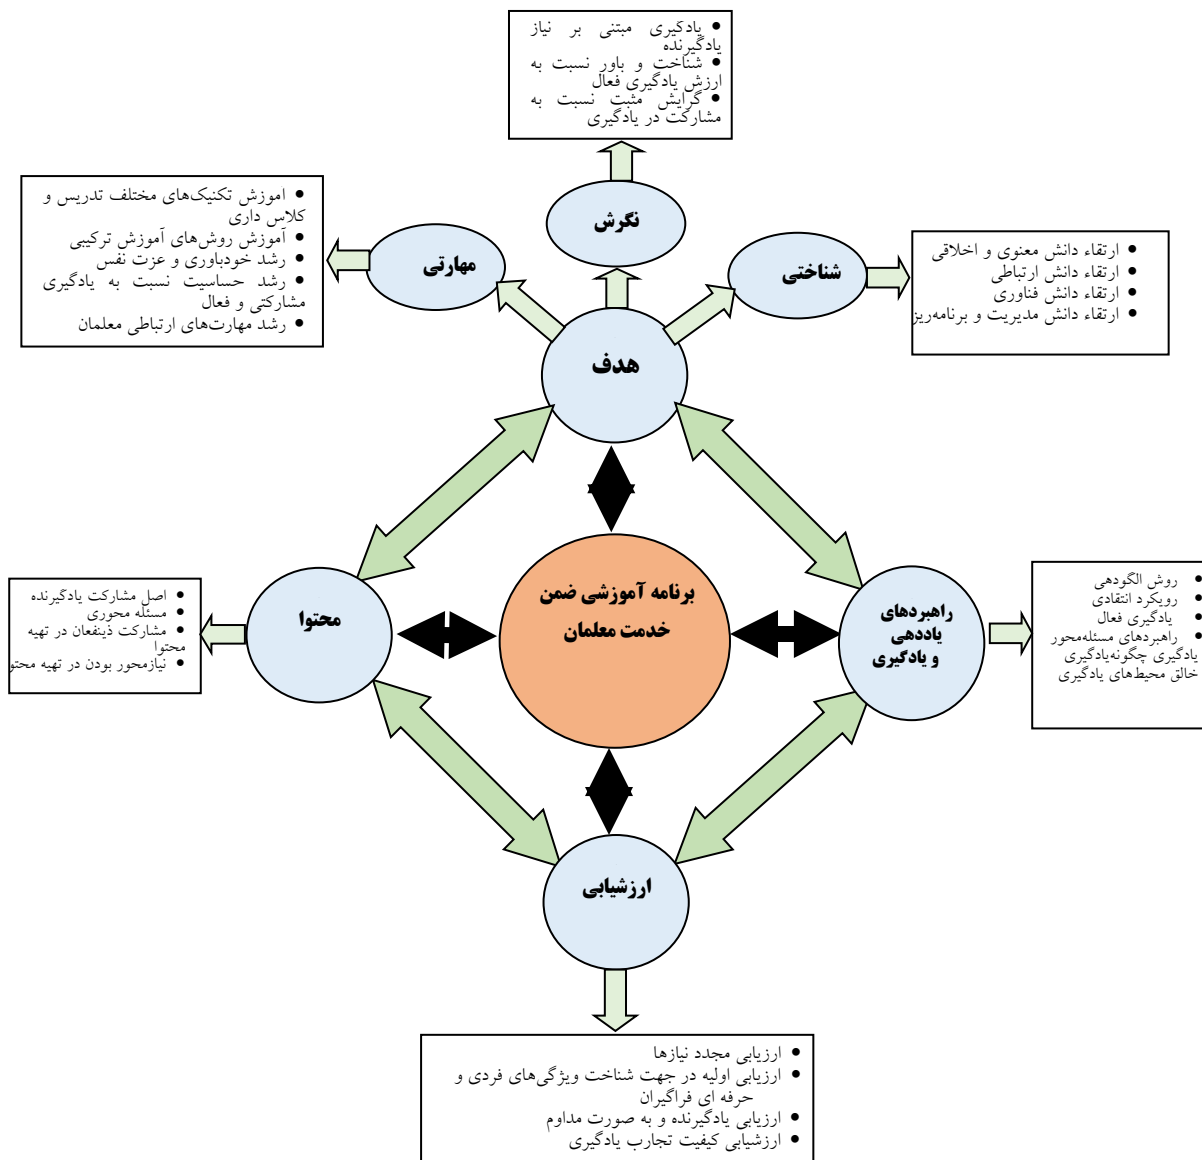 • یادگیری مبتنی بر نیاز
یادگیرنده
• شناخت و باور نسبت به
ارزش یادگیری فعال
• گرایش مثبت نسبت به
مشارکت در یادگیری
نگرش
• اموزش تکنیک‌های مختلف تدریس و
کلاس داری
• آموزش روش‌های آموزش ترکیبی
• رشد خودباوری و عزت نفس
• رشد حساسیت نسبت به یادگیری
مشارکتی و فعال
• رشد مهارت‌های ارتباطی معلمان
مهارتی
شناختی
• ارتقاء دانش معنوی و اخلاقی
• ارتقاء دانش ارتباطی
• ارتقاء دانش فناوری
• ارتقاء دانش مدیریت و برنامه‌ریز
هدف
برنامه آموزشی ضمن
خدمت معلمان
راهبردهای
یاددهی
و یادگیری
• روش الگودهی
• رویکرد انتقادی
• یادگیری فعال
• راهبردهای مسئله‌محور
یادگیری چگونه‌یادگیری
خالق محیط‌های یادگیری
محتوا
• اصل مشارکت یادگیرنده
• مسئله محوری
• مشارکت ذینفعان در تهیه
محتوا
• نیازمحور بودن در تهیه محتو
ارزشیابی
• ارزیابی مجدد نیازها
• ارزیابی اولیه در جهت شناخت ویژگی‌های فردی و
حرفه ای فراگیران
• ارزیابی یادگیرنده و به صورت مداوم
• ارزشیابی کیفیت تجارب یادگیری